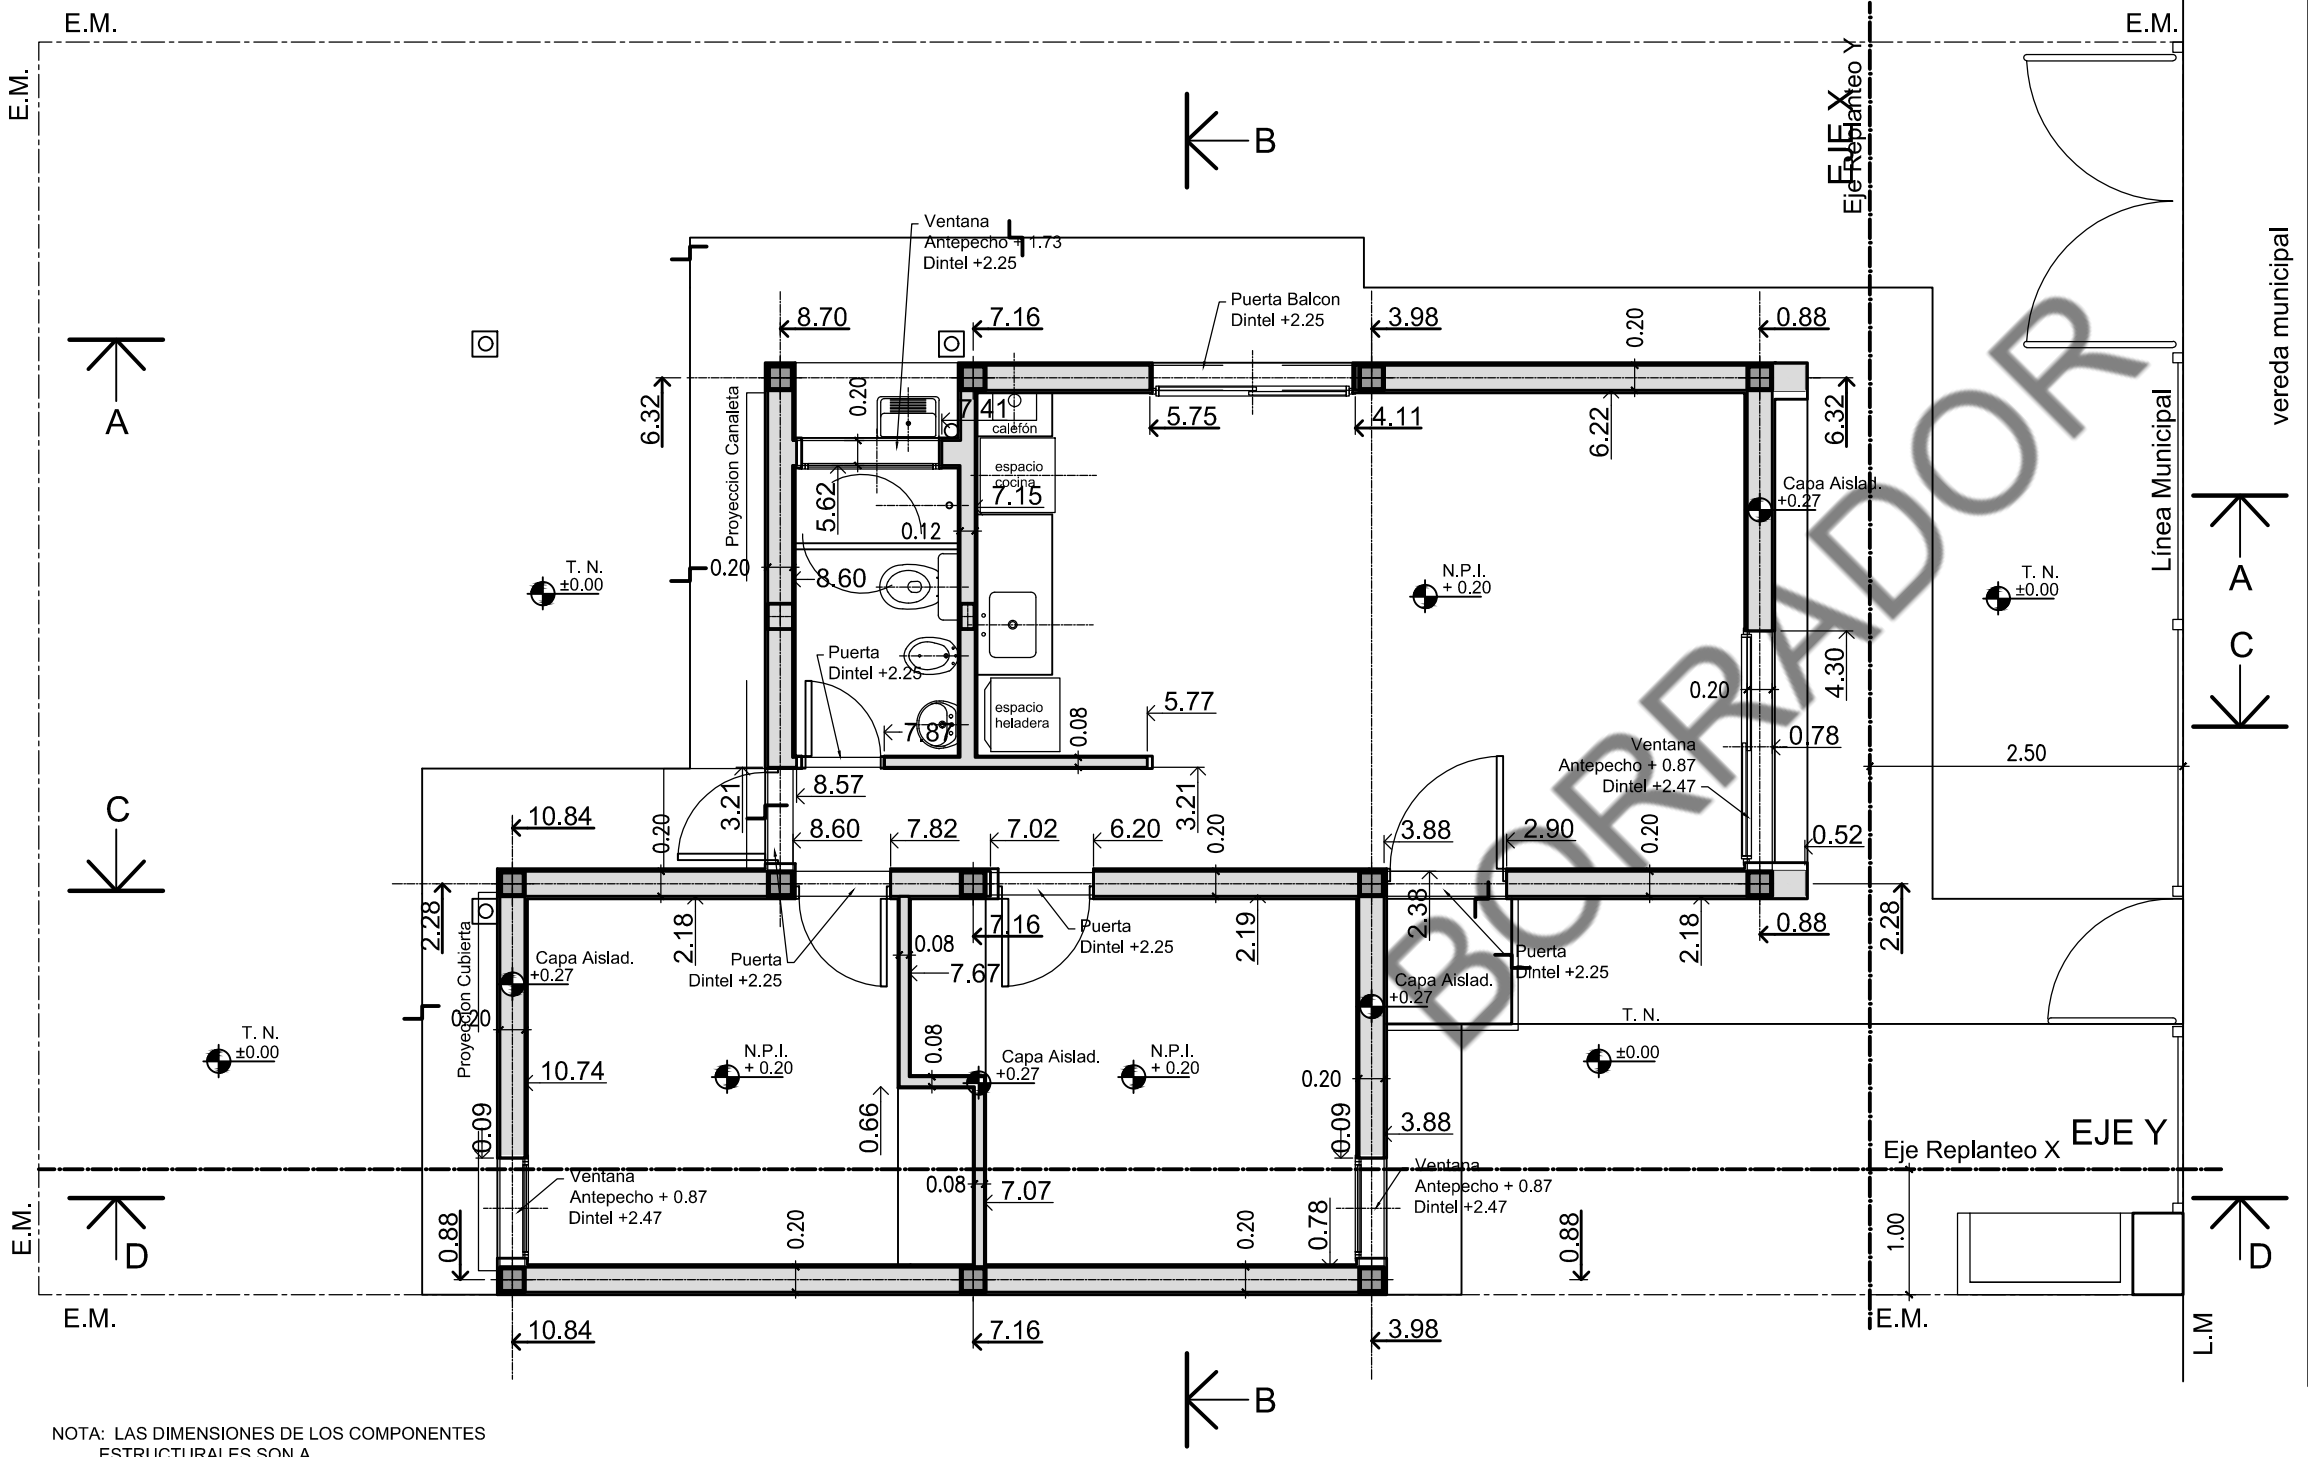 E.M.
E.M.
E.M.
EJE X
Eje Replanteo Y
B
vereda municipal
Ventana
Antepecho + 1.73
Dintel +2.25
Puerta Balcon
Dintel +2.25
8.70
7.16
3.98
0.20
0.88
A
6.32
Proyeccion Canaleta
0.20
7.41
calefón
5.75
4.11
6.22
6.32
Línea Municipal
espacio
cocina
7.15
5.62
0.12
Capa Aislad.
+0.27
A
T. N.
±0.00
0.20
8.60
N.P.I.
+ 0.20
T. N.
±0.00
C
Puerta
Dintel +2.25
espacio
heladera
7.87
5.77
0.08
0.20
4.30
0.78
Ventana
Antepecho + 0.87
Dintel +2.47
2.50
BORRADOR
C
10.84
3.21
8.57
3.21
0.20
8.60
7.82
7.02
6.20
0.20
3.88
2.90
0.20
0.52
2.28
Proyeccion Cubierta
Capa Aislad.
+0.27
2.18
Puerta
Dintel +2.25
0.08
7.67
7.16
Puerta
Dintel +2.25
2.19
2.38
Capa Aislad.
+0.27
Puerta
Dintel +2.25
2.18
0.88
2.28
T. N.
±0.00
0.20
10.74
N.P.I.
+ 0.20
0.08
Capa Aislad.
+0.27
N.P.I.
+ 0.20
0.20
T. N.
±0.00
0.09
0.66
0.09
3.88
EJE Y
Eje Replanteo X
E.M.
D
Ventana
Antepecho + 0.87
Dintel +2.47
0.88
0.20
0.08
7.07
0.20
0.78
Ventana
Antepecho + 0.87
Dintel +2.47
0.88
1.00
D
E.M.
10.84
7.16
3.98
E.M.
L.M
B
NOTA: LAS DIMENSIONES DE LOS COMPONENTES
ESTRUCTURALES SON A